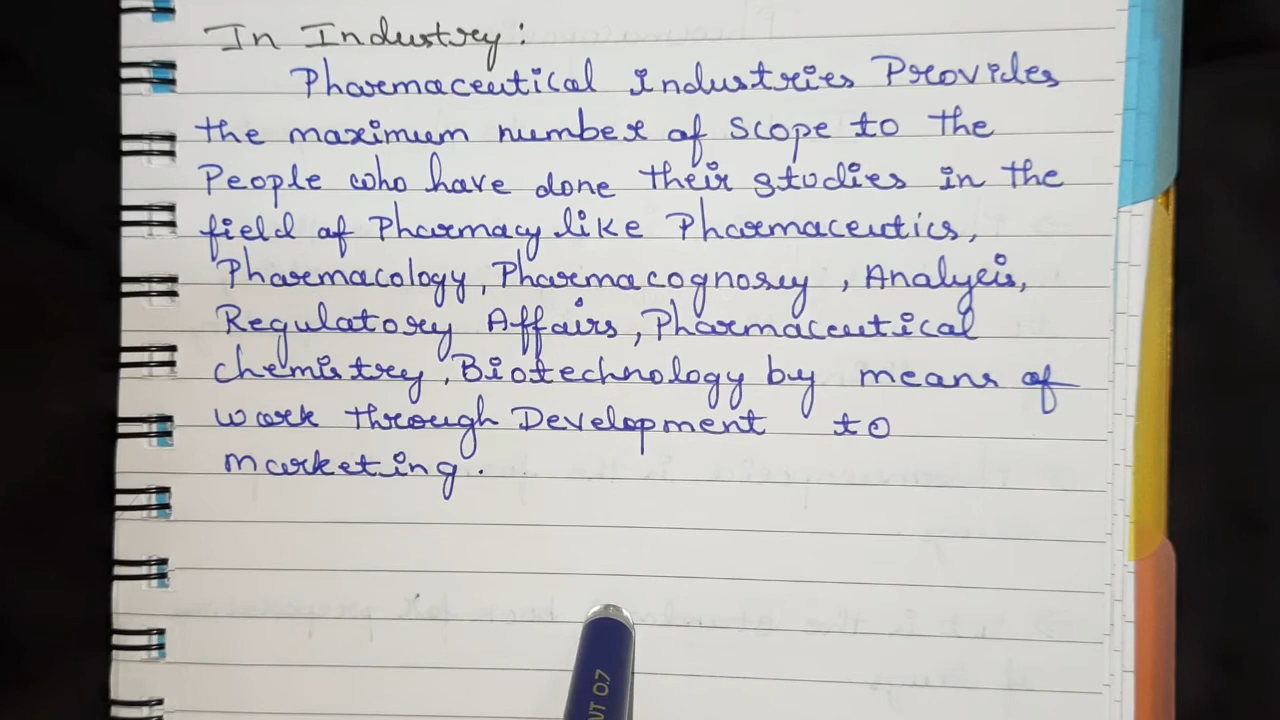 In Industry:
Pharmaceutical industries Provides
the maximum number of scope to the
People who have done their studies in the
field of Pharmacy like Pharmaceutics,
Pharmacology, Pharmacognosy, Analysis,
Regulatory Affairs, Pharmaceutical
chemistry, Biotechnology by means of
work through Development to
marketing.
0.7